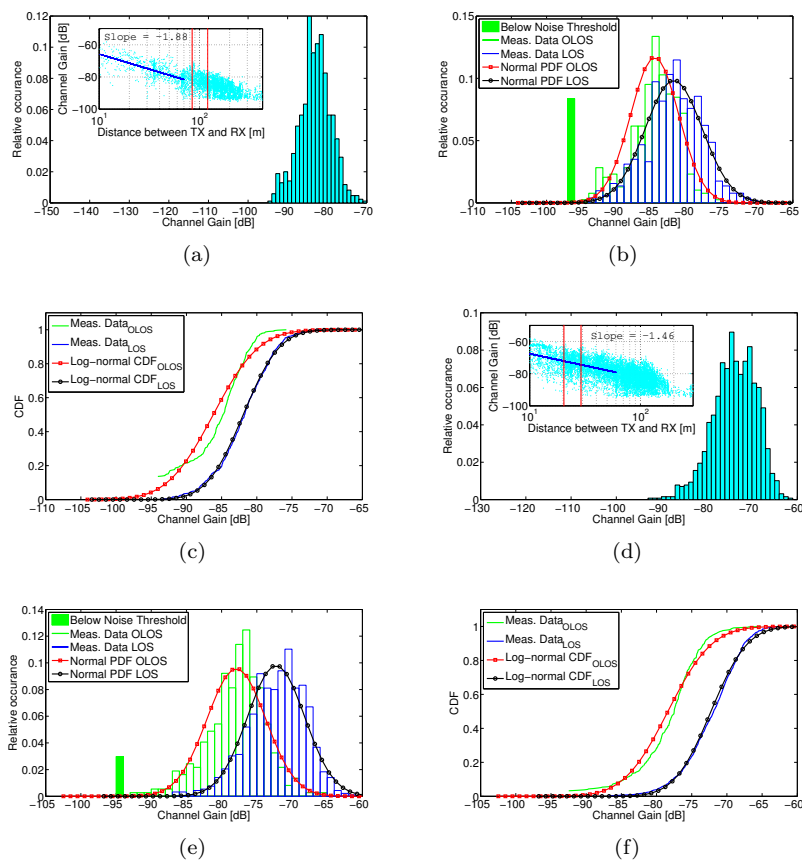 0.12
0.1
0.08
0.06
0.04
0.02
0
Relative occurance
−150 −140 −130 −120 −110 −100 −90 −80 −70
Channel Gain [dB]
Slope = −1.88
−60
−80
−100
Channel Gain [dB]
10^1 10^2
Distance between TX and RX [m]
(a)
0.15
0.1
0.05
0
Relative occurance
Below Noise Threshold
Meas. Data OLOS
Meas. Data LOS
Normal PDF OLOS
Normal PDF LOS
−110 −105 −100 −95 −90 −85 −80 −75 −70 −65
Channel Gain [dB]
(b)
1
0.8
0.6
0.4
0.2
0
CDF
Meas. Data_OLOS
Meas. Data_LOS
Log−normal CDF_OLOS
Log−normal CDF_LOS
−110 −105 −100 −95 −90 −85 −80 −75 −70 −65
Channel Gain [dB]
(c)
0.1
0.08
0.06
0.04
0.02
0
Relative occurance
−130 −120 −110 −100 −90 −80 −70 −60
Channel Gain [dB]
Slope = −1.46
−60
−80
−100
Channel Gain [dB]
10^1 10^2
Distance between TX and RX [m]
(d)
0.14
0.12
0.1
0.08
0.06
0.04
0.02
0
Relative occurance
Below Noise Threshold
Meas. Data OLOS
Meas. Data LOS
Normal PDF OLOS
Normal PDF LOS
−105 −100 −95 −90 −85 −80 −75 −70 −65 −60
Channel Gain [dB]
(e)
1
0.8
0.6
0.4
0.2
0
CDF
Meas. Data_OLOS
Meas. Data_LOS
Log−normal CDF_OLOS
Log−normal CDF_LOS
−105 −100 −95 −90 −85 −80 −75 −70 −65 −60
Channel Gain [dB]
(f)